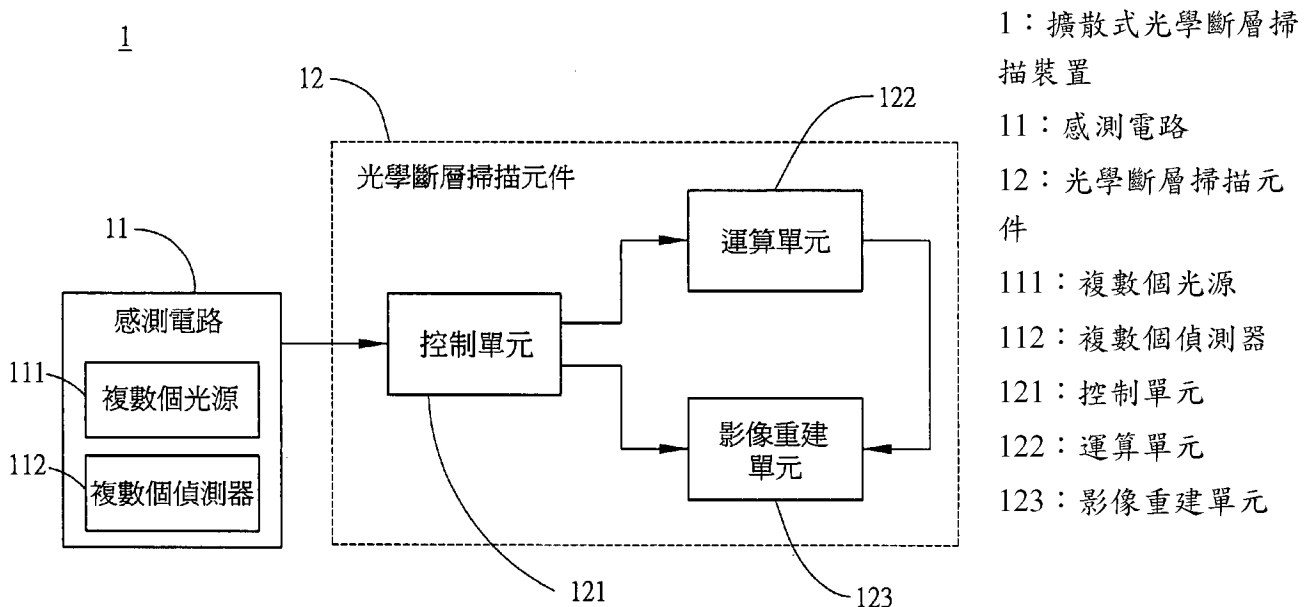 1
12
122
光學斷層掃描元件
11
運算單元
感測電路
控制單元
111
複數個光源
影像重建
單元
112
複數個偵測器
121
123
1：擴散式光學斷層掃
描裝置
11：感測電路
12：光學斷層掃描元
件
111：複數個光源
112：複數個偵測器
121：控制單元
122：運算單元
123：影像重建單元